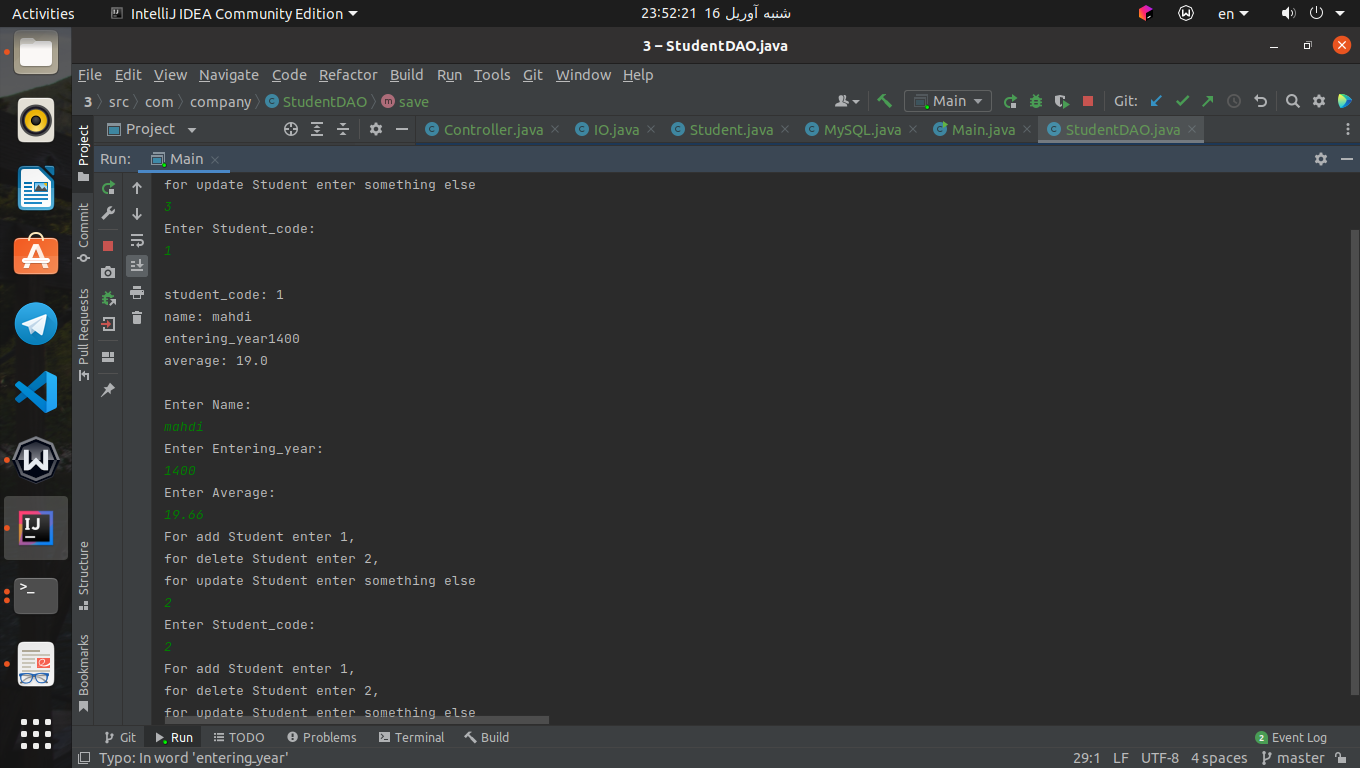 Activities
IntelliJ IDEA Community Edition
23:52:21 شنبه آوریل 16
en
3 – StudentDAO.java
File Edit View Navigate Code Refactor Build Run Tools Git Window Help
3 src com company StudentDAO save
Main
Git:
Project
Controller.java IO.java Student.java MySQL.java Main.java StudentDAO.java
Run: Main
Project
Commit
Pull Requests
Structure
Bookmarks
for update Student enter something else
3
Enter Student_code:
1
student_code: 1
name: mahdi
entering_year1400
average: 19.0
Enter Name:
mahdi
Enter Entering_year:
1400
Enter Average:
19.66
For add Student enter 1,
for delete Student enter 2,
for update Student enter something else
2
Enter Student_code:
2
For add Student enter 1,
for delete Student enter 2,
for update Student enter something else
Git Run TODO Problems Terminal Build
2 Event Log
Typo: In word 'entering_year'
29:1 LF UTF-8 4 spaces master